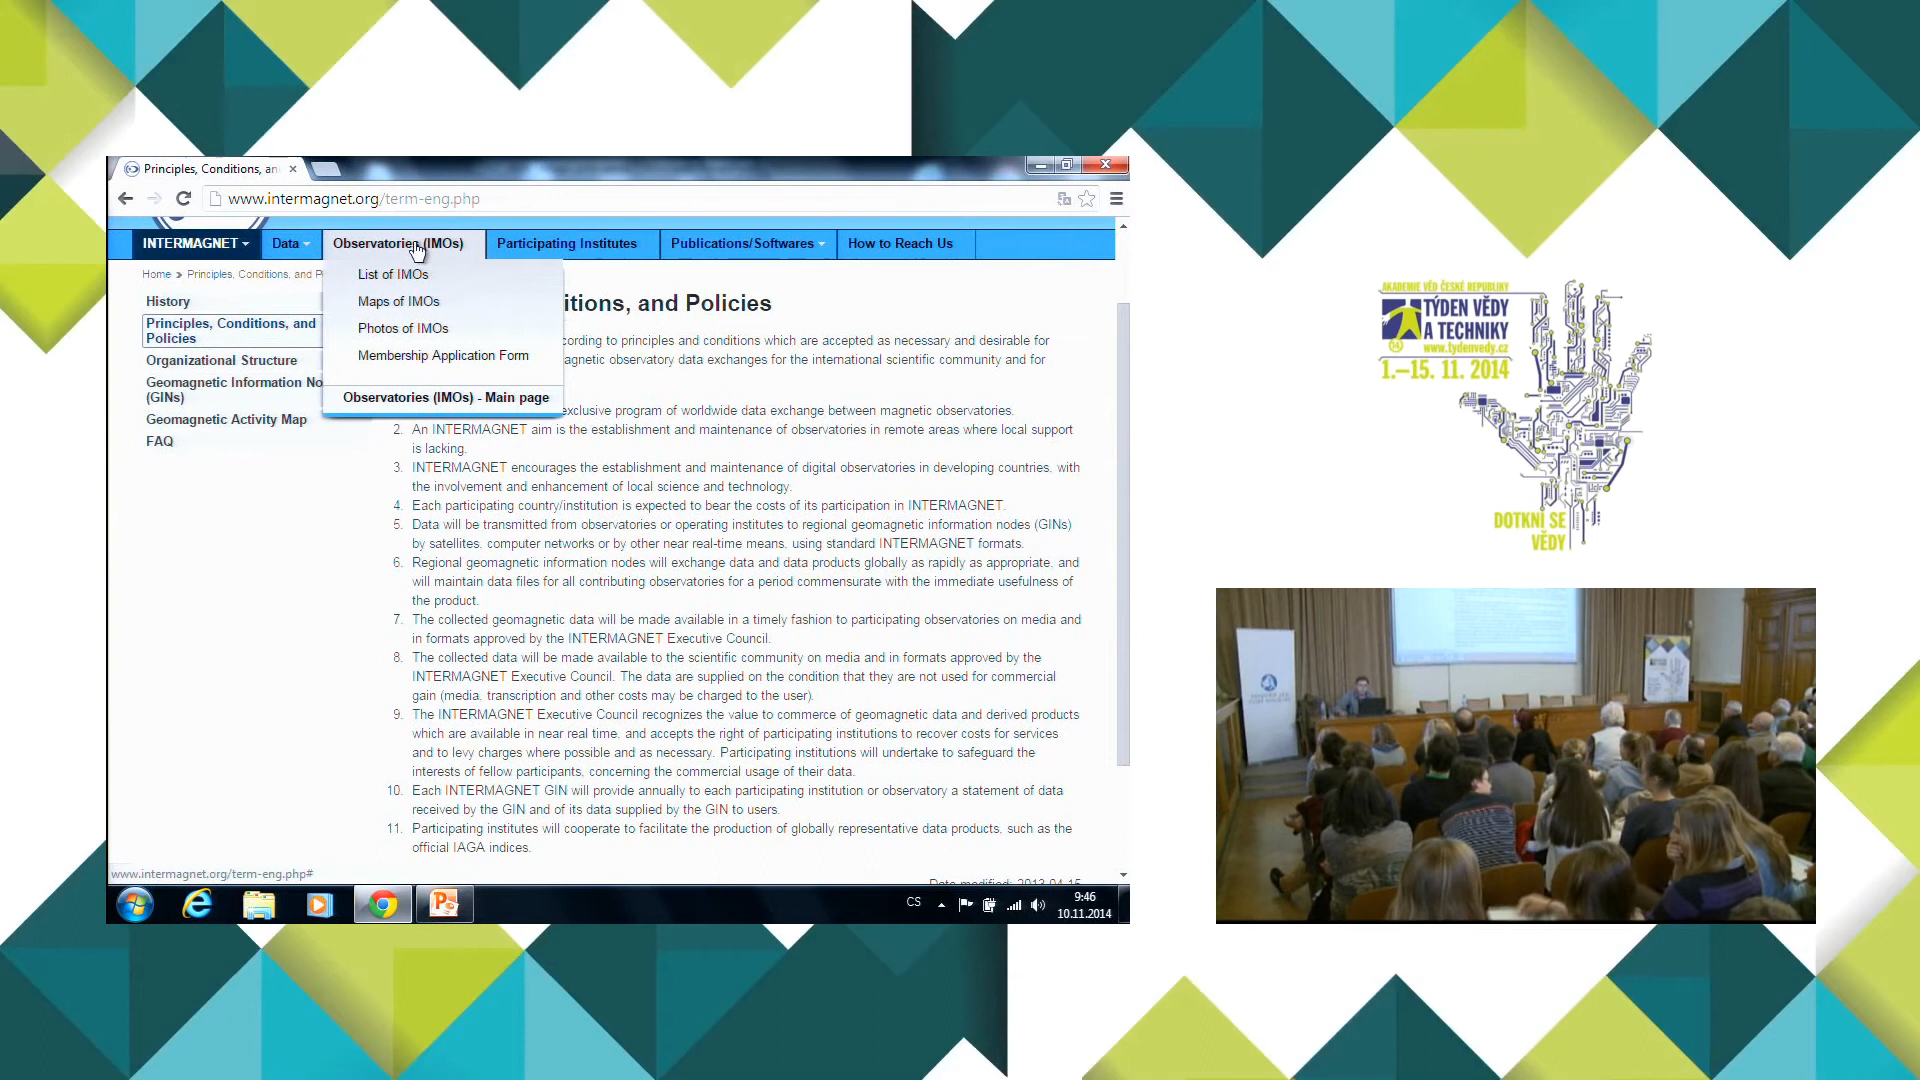 Principles, Conditions, an
www.intermagnet.org/term-eng.php
INTERMAGNET
Data
Observatories (IMOs)
Participating Institutes
Publications/Softwares
How to Reach Us
Home » Principles, Conditions, and P
List of IMOs
Maps of IMOs
Photos of IMOs
Membership Application Form
Observatories (IMOs) - Main page
History
Principles, Conditions, and
Policies
Organizational Structure
Geomagnetic Information No
(GINs)
Geomagnetic Activity Map
FAQ
itions, and Policies
cording to principles and conditions which are accepted as necessary and desirable for
agnetic observatory data exchanges for the international scientific community and for
exclusive program of worldwide data exchange between magnetic observatories.
2. An INTERMAGNET aim is the establishment and maintenance of observatories in remote areas where local support
is lacking.
3. INTERMAGNET encourages the establishment and maintenance of digital observatories in developing countries, with
the involvement and enhancement of local science and technology.
4. Each participating country/institution is expected to bear the costs of its participation in INTERMAGNET.
5. Data will be transmitted from observatories or operating institutes to regional geomagnetic information nodes (GINs)
by satellites, computer networks or by other near real-time means, using standard INTERMAGNET formats.
6. Regional geomagnetic information nodes will exchange data and data products globally as rapidly as appropriate, and
will maintain data files for all contributing observatories for a period commensurate with the immediate usefulness of
the product.
7. The collected geomagnetic data will be made available in a timely fashion to participating observatories on media and
in formats approved by the INTERMAGNET Executive Council.
8. The collected data will be made available to the scientific community on media and in formats approved by the
INTERMAGNET Executive Council. The data are supplied on the condition that they are not used for commercial
gain (media, transcription and other costs may be charged to the user).
9. The INTERMAGNET Executive Council recognizes the value to commerce of geomagnetic data and derived products
which are available in near real time, and accepts the right of participating institutions to recover costs for services
and to levy charges where possible and as necessary. Participating institutions will undertake to safeguard the
interests of fellow participants, concerning the commercial usage of their data.
10. Each INTERMAGNET GIN will provide annually to each participating institution or observatory a statement of data
received by the GIN and of its data supplied by the GIN to users.
11. Participating institutes will cooperate to facilitate the production of globally representative data products, such as the
official IAGA indices.
Date modified: 2013-04-15
www.intermagnet.org/term-eng.php#
CS
9:46
10.11.2014
AKADEMIE VĚD ČESKÉ REPUBLIKY
TÝDEN VĚDY
A TECHNIKY
www.tydenvedy.cz
1.–15. 11. 2014
DOTKNI SE
VĚDY